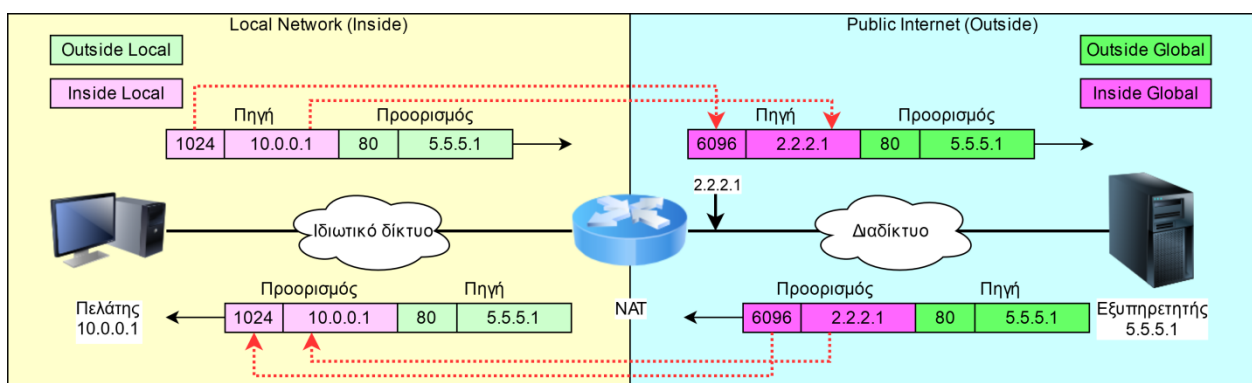 Local Network (Inside)
Public Internet (Outside)
Outside Local
Inside Local
Outside Global
Inside Global
Πηγή Προορισμός
1024 10.0.0.1 80 5.5.5.1
Πηγή Προορισμός
6096 2.2.2.1 80 5.5.5.1
2.2.2.1
Ιδιωτικό δίκτυο
Διαδίκτυο
Πελάτης
10.0.0.1
Προορισμός Πηγή
1024 10.0.0.1 80 5.5.5.1
NAT
Προορισμός Πηγή
6096 2.2.2.1 80 5.5.5.1
Εξυπηρετητής
5.5.5.1